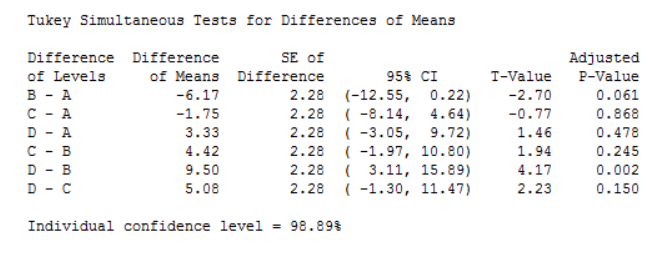 Tukey Simultaneous Tests for Differences of Means
Difference Difference SE of Adjusted
of Levels of Means Difference 95% CI T-Value P-Value
B - A -6.17 2.28 (-12.55, 0.22) -2.70 0.061
C - A -1.75 2.28 ( -8.14, 4.64) -0.77 0.868
D - A 3.33 2.28 ( -3.05, 9.72) 1.46 0.478
C - B 4.42 2.28 ( -1.97, 10.80) 1.94 0.245
D - B 9.50 2.28 ( 3.11, 15.89) 4.17 0.002
D - C 5.08 2.28 ( -1.30, 11.47) 2.23 0.150
Individual confidence level = 98.89%